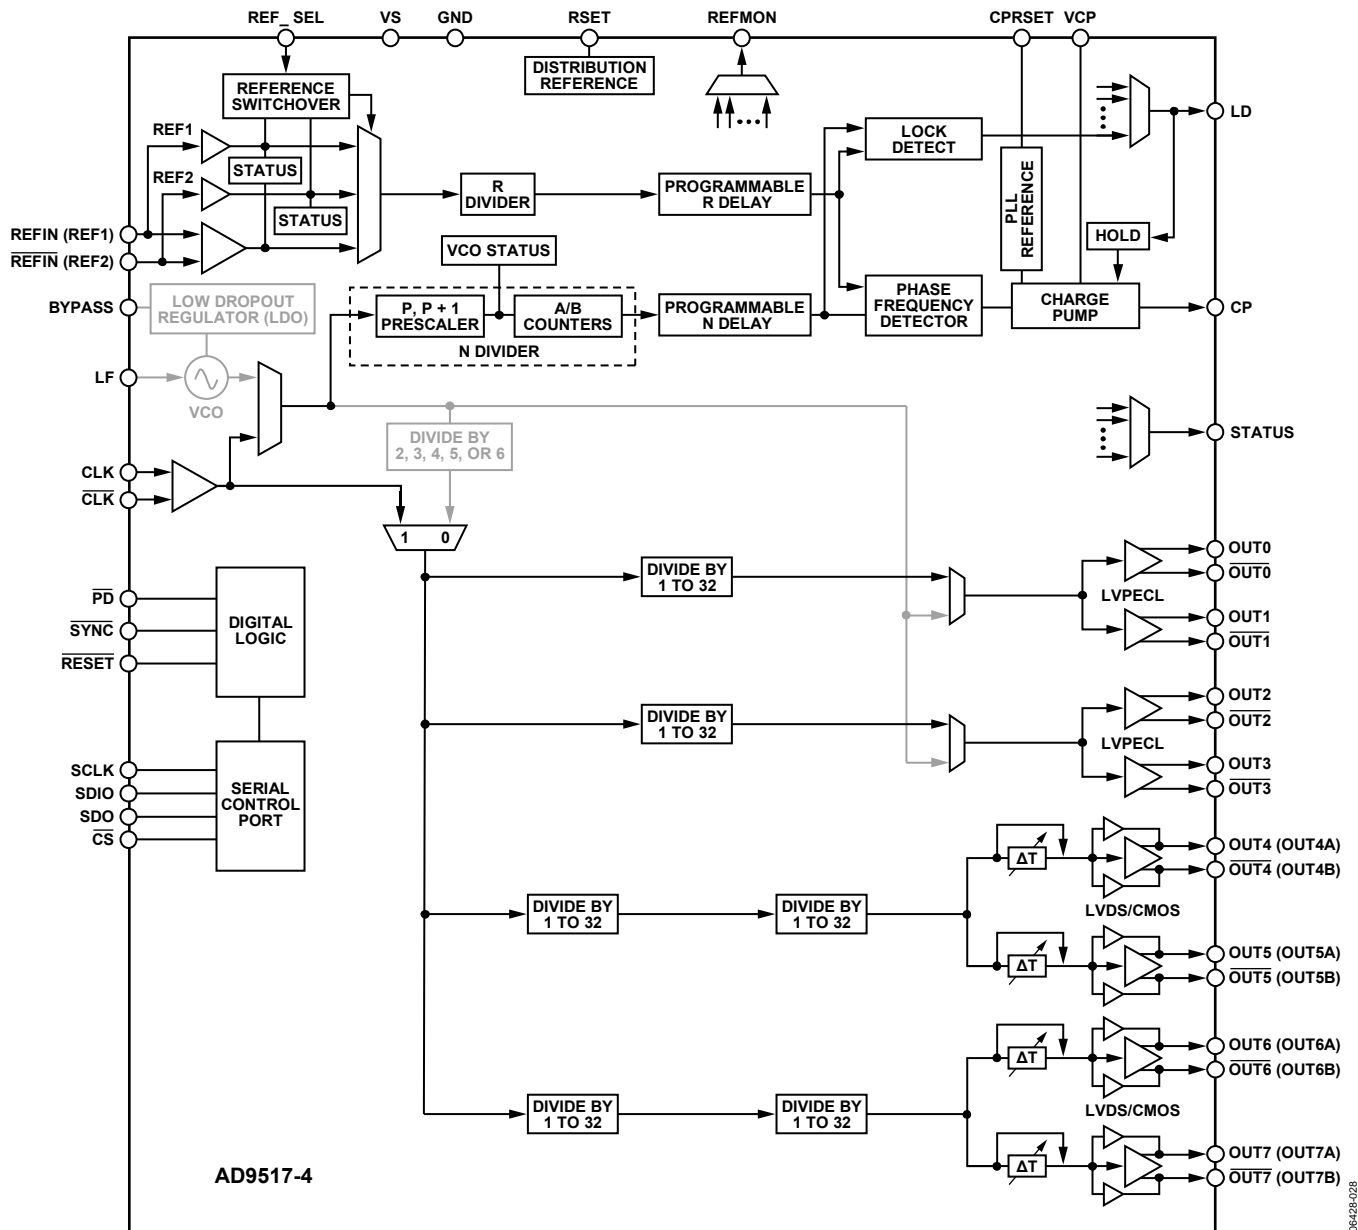 REF_SEL VS GND RSET REFMON CPRSET VCP
DISTRIBUTION
REFERENCE
REFERENCE
SWITCHOVER
REF1
STATUS
REF2
STATUS
REFIN (REF1)
REFIN (REF2)
R
DIVIDER
PROGRAMMABLE
R DELAY
LOCK
DETECT
LD
PLL
REFERENCE
HOLD
VCO STATUS
BYPASS
LOW DROPOUT
REGULATOR (LDO)
P, P + 1
PRESCALER
A/B
COUNTERS
N DIVIDER
PROGRAMMABLE
N DELAY
PHASE
FREQUENCY
DETECTOR
CHARGE
PUMP
CP
LF
VCO
DIVIDE BY
2, 3, 4, 5, OR 6
STATUS
CLK
CLK
1 0
PD
SYNC
RESET
DIGITAL
LOGIC
DIVIDE BY
1 TO 32
LVPECL
OUT0
OUT0
OUT1
OUT1
DIVIDE BY
1 TO 32
LVPECL
OUT2
OUT2
OUT3
OUT3
SCLK
SDIO
SDO
CS
SERIAL
CONTROL
PORT
DIVIDE BY
1 TO 32
DIVIDE BY
1 TO 32
ΔT
ΔT
LVDS/CMOS
OUT4 (OUT4A)
OUT4 (OUT4B)
OUT5 (OUT5A)
OUT5 (OUT5B)
DIVIDE BY
1 TO 32
DIVIDE BY
1 TO 32
ΔT
ΔT
LVDS/CMOS
OUT6 (OUT6A)
OUT6 (OUT6B)
OUT7 (OUT7A)
OUT7 (OUT7B)
AD9517-4
06428-028